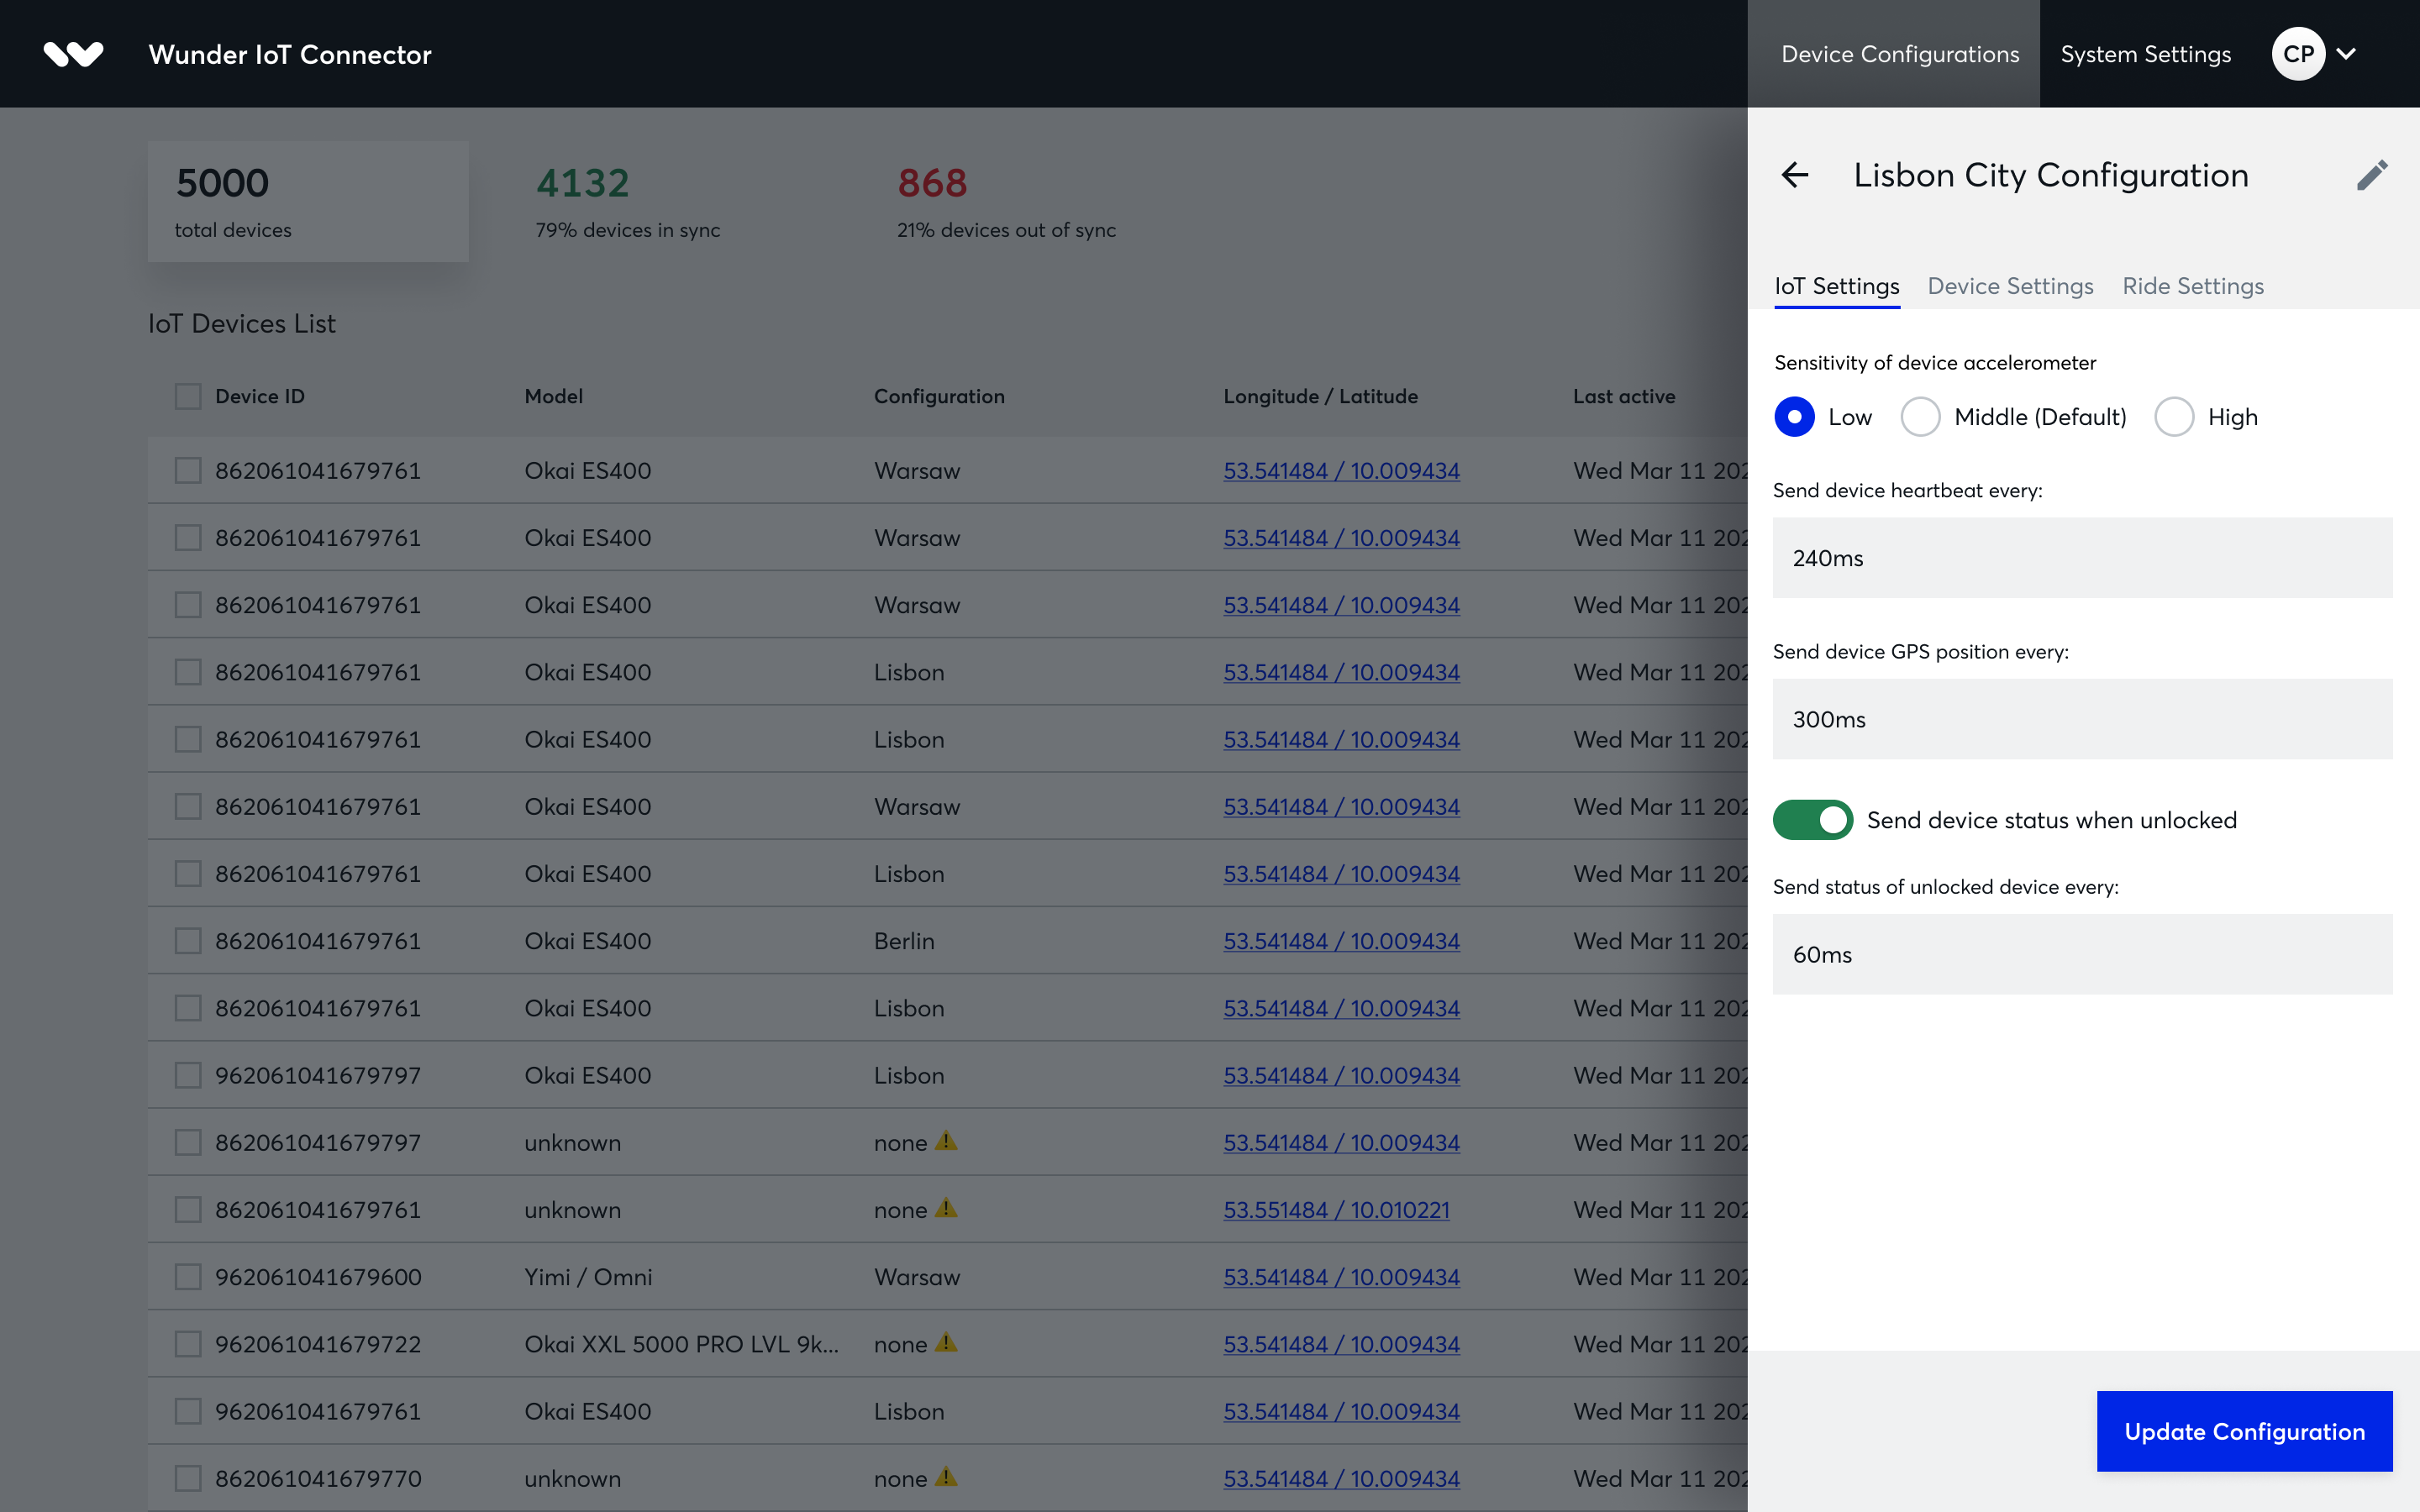 Wunder IoT Connector
Device Configurations
System Settings
CP
5000
total devices
4132
79% devices in sync
868
21% devices out of sync
IoT Devices List
Device ID Model Configuration Longitude / Latitude Last active
862061041679761 Okai ES400 Warsaw 53.541484 / 10.009434 Wed Mar 11 202
862061041679761 Okai ES400 Warsaw 53.541484 / 10.009434 Wed Mar 11 202
862061041679761 Okai ES400 Warsaw 53.541484 / 10.009434 Wed Mar 11 202
862061041679761 Okai ES400 Lisbon 53.541484 / 10.009434 Wed Mar 11 202
862061041679761 Okai ES400 Lisbon 53.541484 / 10.009434 Wed Mar 11 202
862061041679761 Okai ES400 Warsaw 53.541484 / 10.009434 Wed Mar 11 202
862061041679761 Okai ES400 Lisbon 53.541484 / 10.009434 Wed Mar 11 202
862061041679761 Okai ES400 Berlin 53.541484 / 10.009434 Wed Mar 11 202
862061041679761 Okai ES400 Lisbon 53.541484 / 10.009434 Wed Mar 11 202
962061041679797 Okai ES400 Lisbon 53.541484 / 10.009434 Wed Mar 11 202
862061041679797 unknown none 53.541484 / 10.009434 Wed Mar 11 202
862061041679761 unknown none 53.551484 / 10.010221 Wed Mar 11 202
962061041679600 Yimi / Omni Warsaw 53.541484 / 10.009434 Wed Mar 11 202
962061041679722 Okai XXL 5000 PRO LVL 9k... none 53.541484 / 10.009434 Wed Mar 11 202
962061041679761 Okai ES400 Lisbon 53.541484 / 10.009434 Wed Mar 11 202
862061041679770 unknown none 53.541484 / 10.009434 Wed Mar 11 202
Lisbon City Configuration
IoT Settings Device Settings Ride Settings
Sensitivity of device accelerometer
Low Middle (Default) High
Send device heartbeat every:
240ms
Send device GPS position every:
300ms
Send device status when unlocked
Send status of unlocked device every:
60ms
Update Configuration